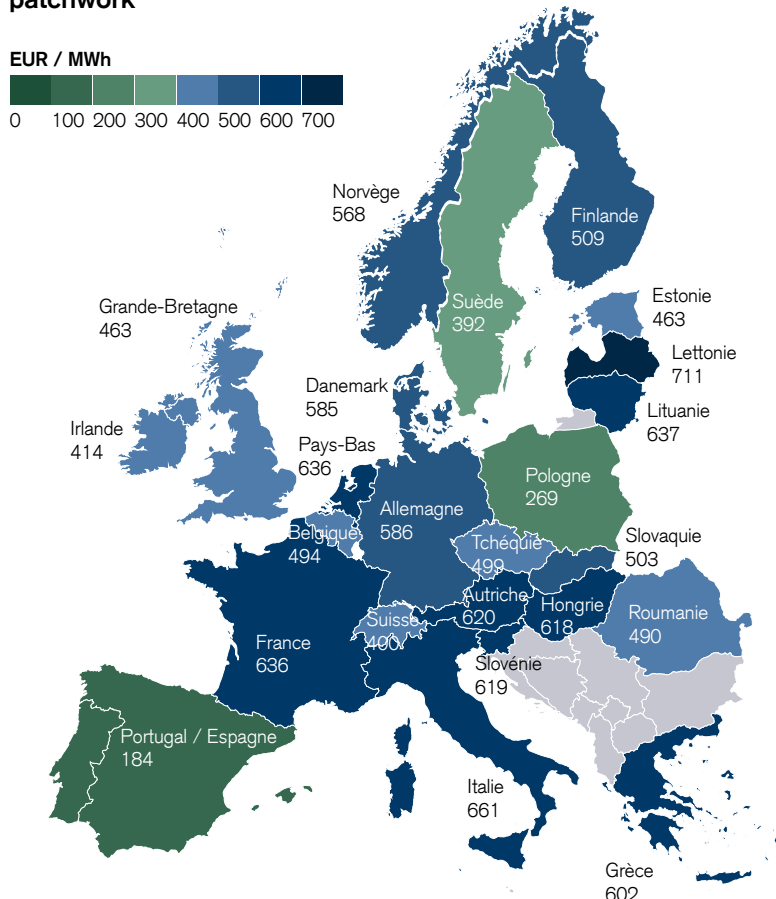 patchwork
EUR / MWh
0 100 200 300 400 500 600 700
Norvège
568
Finlande
509
Suède
392
Grande-Bretagne
463
Estonie
463
Lettonie
711
Danemark
585
Lituanie
637
Irlande
414
Pays-Bas
636
Pologne
269
Allemagne
586
Belgique
494
Tchéquie
499
Slovaquie
503
Autriche
620
Hongrie
618
Roumanie
490
Suisse
400
France
636
Slovénie
619
Portugal / Espagne
184
Italie
661
Grèce
602